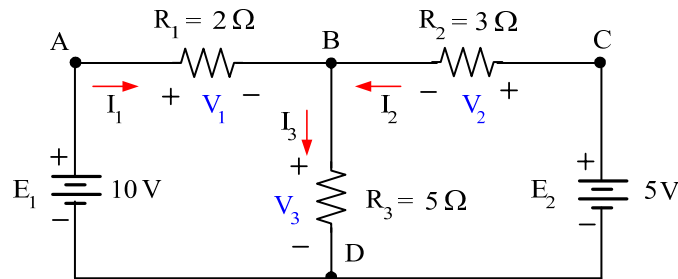 R₁ = 2 Ω
R₂ = 3 Ω
A
B
C
+
−
−
+
I₁
V₁
I₃
I₂
V₂
+
+
+
E₁
10 V
V₃
R₃ = 5 Ω
E₂
5V
−
−
−
D